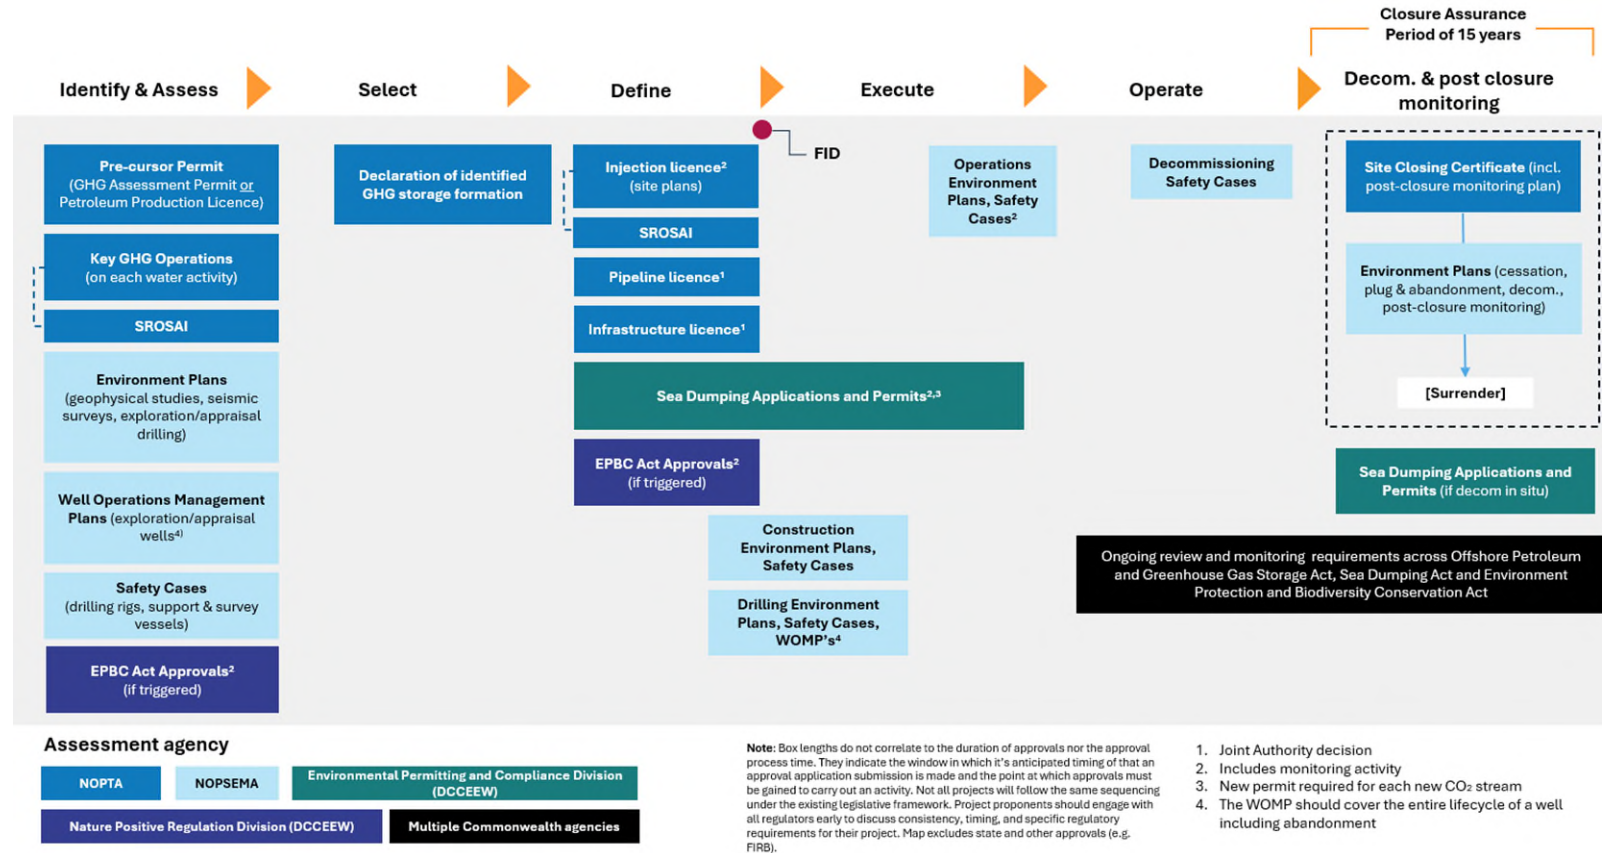 Closure Assurance
Period of 15 years
Identify & Assess
Select
Define
Execute
Operate
Decom. & post closure
monitoring
FID
Pre-cursor Permit
(GHG Assessment Permit or
Petroleum Production Licence)
Key GHG Operations
(on each water activity)
SROSAI
Environment Plans
(geophysical studies, seismic
surveys, exploration/appraisal
drilling)
Well Operations Management
Plans (exploration/appraisal
wells⁴⁾
Safety Cases
(drilling rigs, support & survey
vessels)
EPBC Act Approvals²
(if triggered)
Declaration of identified
GHG storage formation
Injection licence²
(site plans)
SROSAI
Pipeline licence¹
Infrastructure licence¹
Sea Dumping Applications and Permits²,³
EPBC Act Approvals²
(if triggered)
Construction
Environment Plans,
Safety Cases
Drilling Environment
Plans, Safety Cases,
WOMP's⁴
Operations
Environment
Plans, Safety
Cases²
Decommissioning
Safety Cases
Site Closing Certificate (incl.
post-closure monitoring plan)
Environment Plans (cessation,
plug & abandonment, decom.,
post-closure monitoring)
[Surrender]
Sea Dumping Applications and
Permits (if decom in situ)
Ongoing review and monitoring requirements across Offshore Petroleum
and Greenhouse Gas Storage Act, Sea Dumping Act and Environment
Protection and Biodiversity Conservation Act
Assessment agency
NOPTA
NOPSEMA
Environmental Permitting and Compliance Division
(DCCEEW)
Nature Positive Regulation Division (DCCEEW)
Multiple Commonwealth agencies
Note: Box lengths do not correlate to the duration of approvals nor the approval
process time. They indicate the window in which it's anticipated timing of that an
approval application submission is made and the point at which approvals must
be gained to carry out an activity. Not all projects will follow the same sequencing
under the existing legislative framework. Project proponents should engage with
all regulators early to discuss consistency, timing, and specific regulatory
requirements for their project. Map excludes state and other approvals (e.g.
FIRB).
1. Joint Authority decision
2. Includes monitoring activity
3. New permit required for each new CO₂ stream
4. The WOMP should cover the entire lifecycle of a well
including abandonment